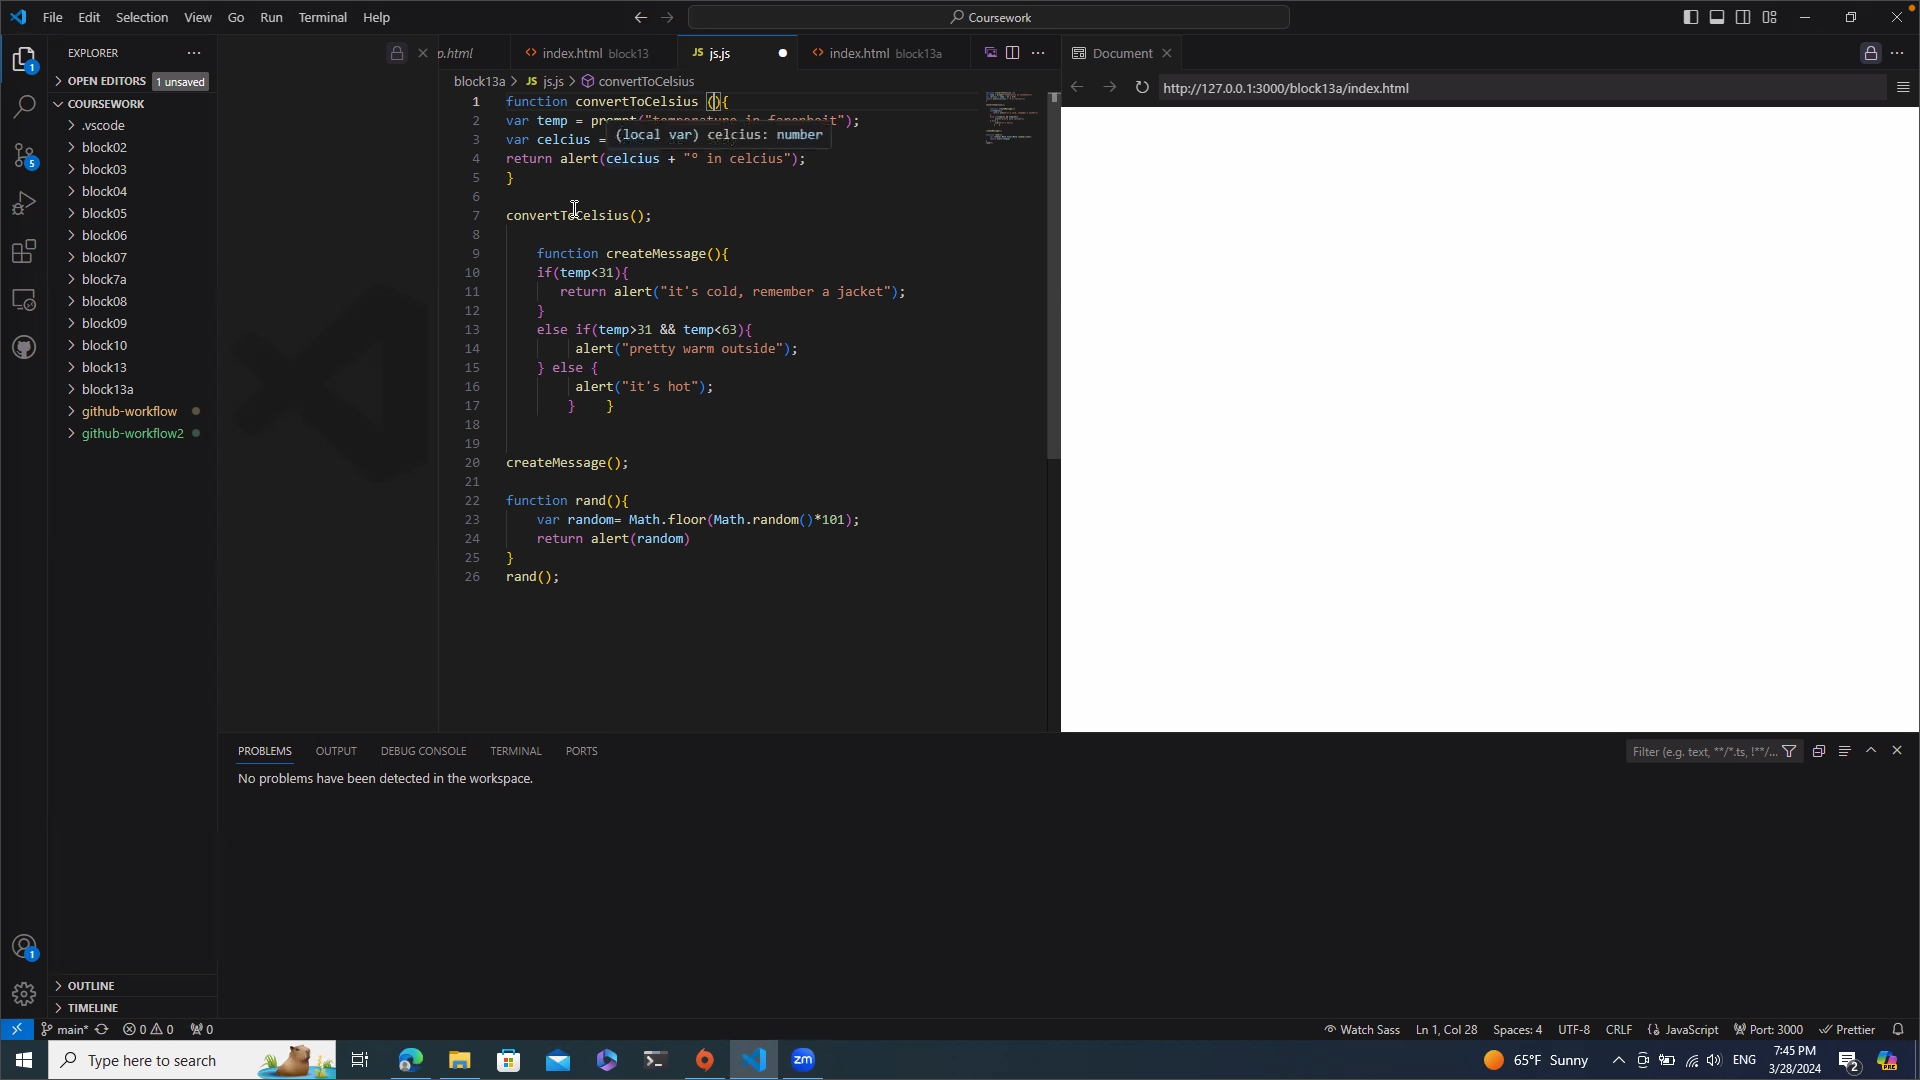 File Edit Selection View Go Run Terminal Help
Coursework
EXPLORER
OPEN EDITORS 1 unsaved
COURSEWORK
.vscode
block02
block03
block04
block05
block06
block07
block7a
block08
block09
block10
block13
block13a
github-workflow
github-workflow2
OUTLINE
TIMELINE
p.html
index.html block13
JS js.js
index.html block13a
block13a > JS js.js > convertToCelsius
1 function convertToCelsius (){
2 var temp = prompt("temperature in farenheit");
3 var celcius =
(local var) celcius: number
4 return alert(celcius + "° in celcius");
5 }
6
7 convertToCelsius();
8
9 function createMessage(){
10 if(temp<31){
11 return alert("it's cold, remember a jacket");
12 }
13 else if(temp>31 && temp<63){
14 alert("pretty warm outside");
15 } else {
16 alert("it's hot");
17 } }
18
19
20 createMessage();
21
22 function rand(){
23 var random= Math.floor(Math.random()*101);
24 return alert(random)
25 }
26 rand();
Document
http://127.0.0.1:3000/block13a/index.html
PROBLEMS OUTPUT DEBUG CONSOLE TERMINAL PORTS
Filter (e.g. text, **/*.ts, !**/...
No problems have been detected in the workspace.
1
5
1
main* 0 0 0
Watch Sass Ln 1, Col 28 Spaces: 4 UTF-8 CRLF JavaScript Port: 3000 Prettier
Type here to search
zm
65°F Sunny
ENG
7:45 PM
3/28/2024
2
PRE